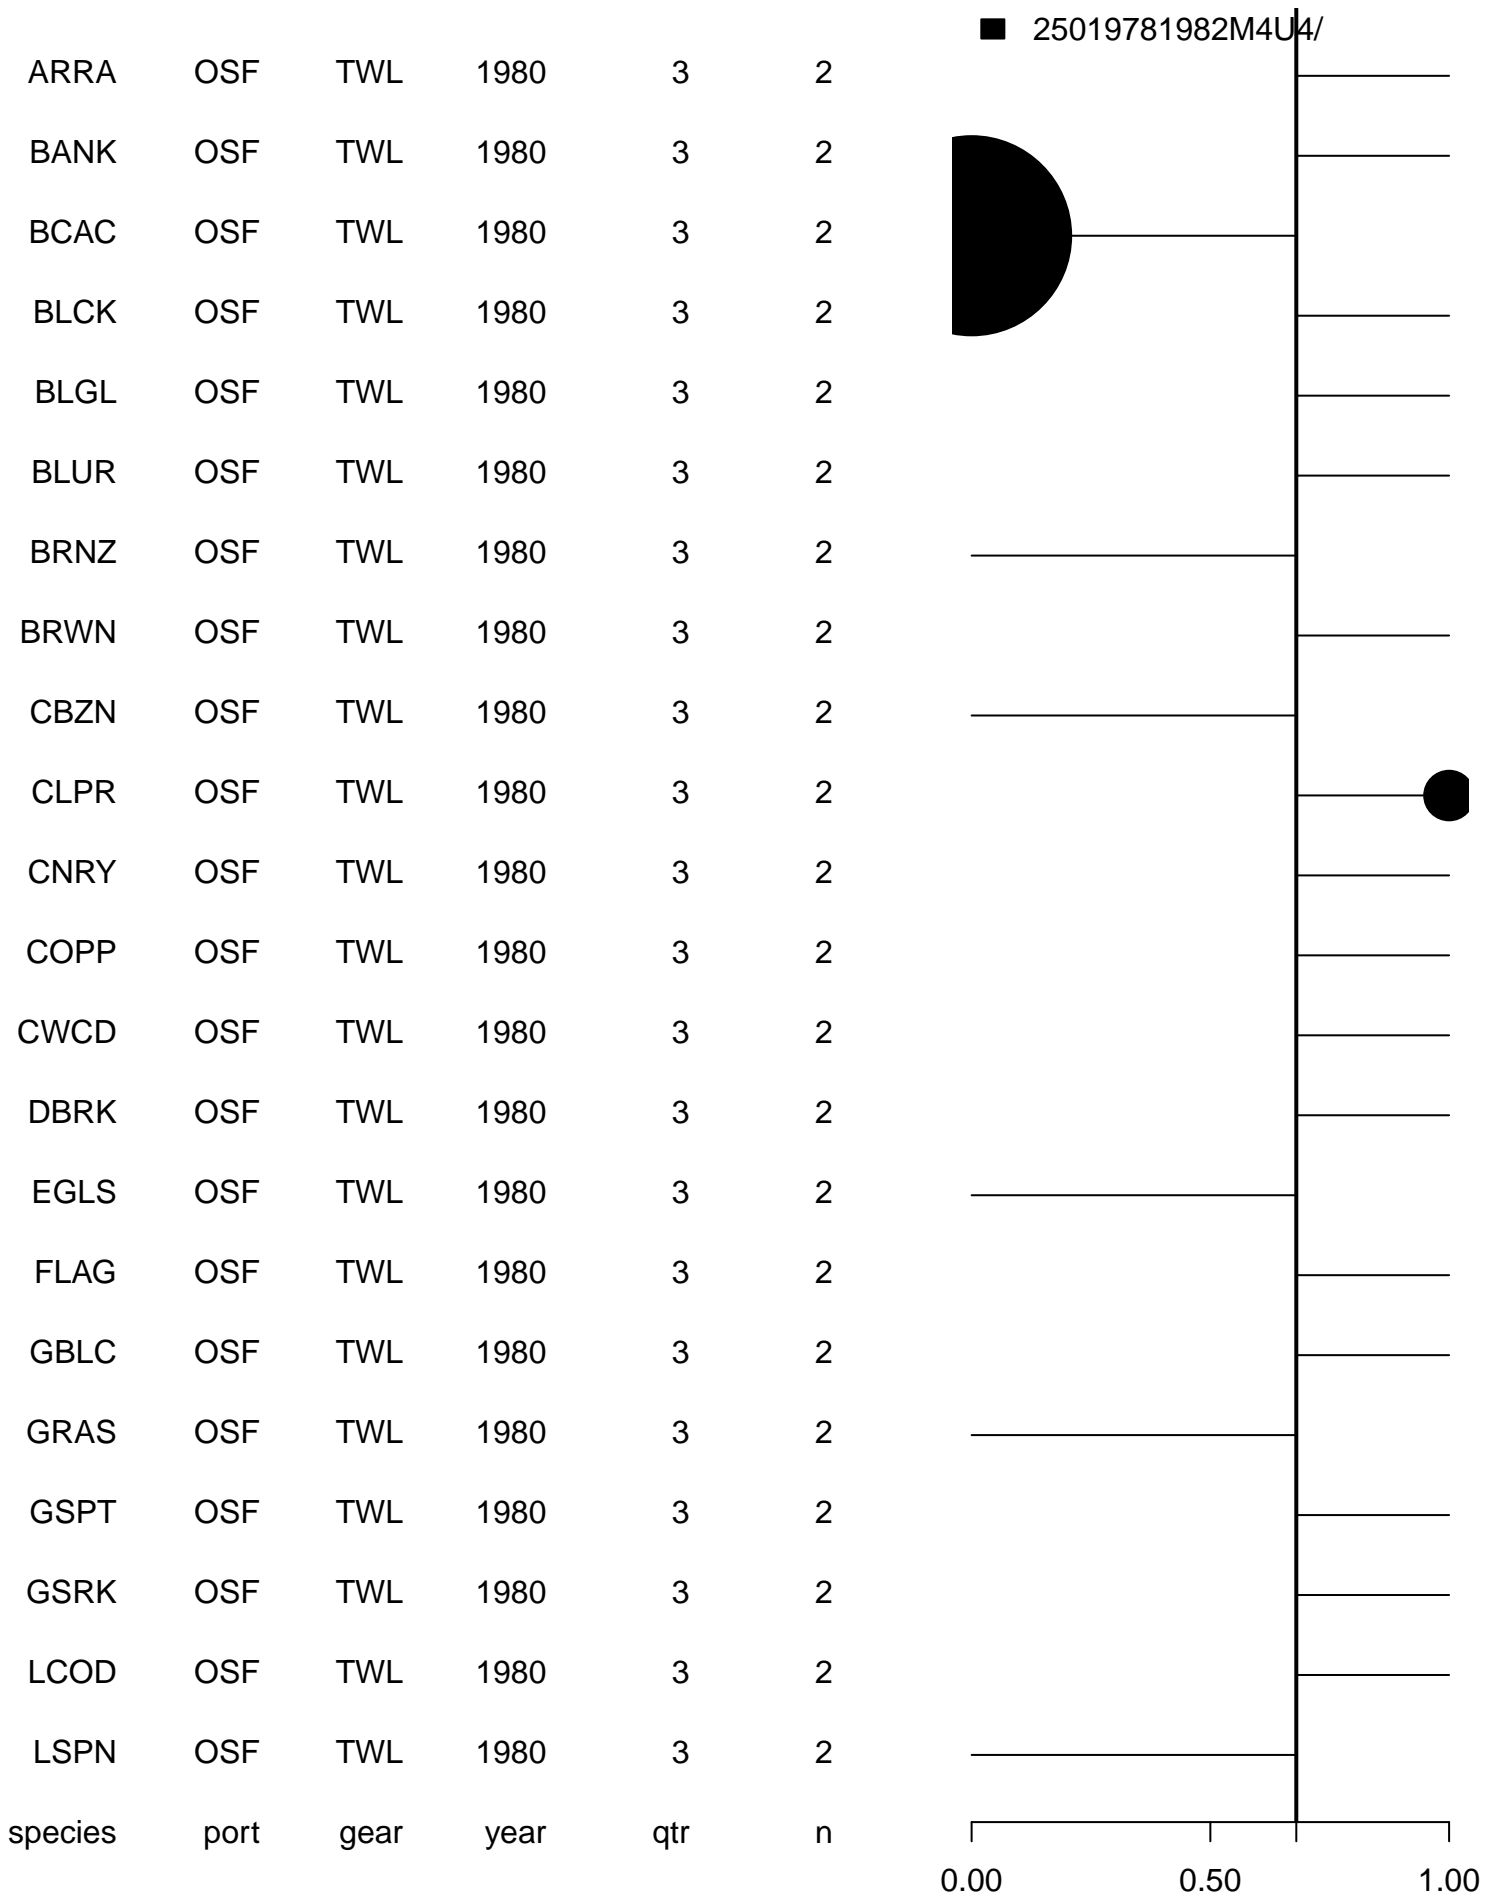 25019781982M4U4/
ARRA OSF TWL 1980 3 2
BANK OSF TWL 1980 3 2
BCAC OSF TWL 1980 3 2
BLCK OSF TWL 1980 3 2
BLGL OSF TWL 1980 3 2
BLUR OSF TWL 1980 3 2
BRNZ OSF TWL 1980 3 2
BRWN OSF TWL 1980 3 2
CBZN OSF TWL 1980 3 2
CLPR OSF TWL 1980 3 2
CNRY OSF TWL 1980 3 2
COPP OSF TWL 1980 3 2
CWCD OSF TWL 1980 3 2
DBRK OSF TWL 1980 3 2
EGLS OSF TWL 1980 3 2
FLAG OSF TWL 1980 3 2
GBLC OSF TWL 1980 3 2
GRAS OSF TWL 1980 3 2
GSPT OSF TWL 1980 3 2
GSRK OSF TWL 1980 3 2
LCOD OSF TWL 1980 3 2
LSPN OSF TWL 1980 3 2
species port gear year qtr n
0.00 0.50 1.00